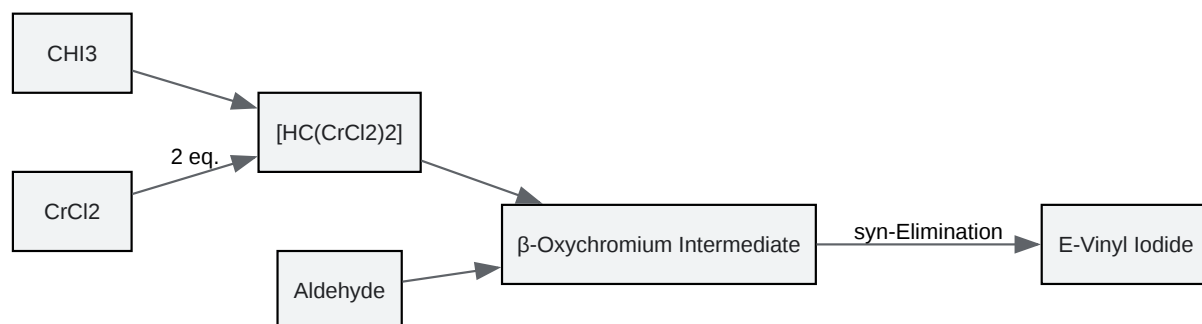 CHI3
2 eq.
CrCl2
[HC(CrCl2)2]
Aldehyde
β-Oxychromium Intermediate
syn-Elimination
E-Vinyl Iodide